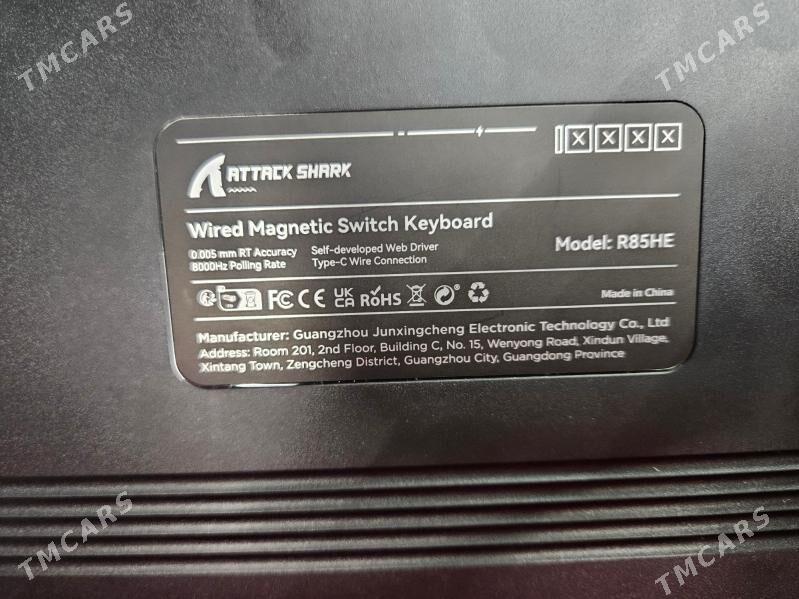 TMCARS
TMCARS
ATTACK SHARK
Wired Magnetic Switch Keyboard
0.005 mm RT Accuracy
8000Hz Polling Rate
Self-developed Web Driver
Type-C Wire Connection
Model: R85HE
FC CE UK CA RoHS
Made in China
Manufacturer: Guangzhou Junxingcheng Electronic Technology Co., Ltd
Address: Room 201, 2nd Floor, Building C, No. 15, Wenyong Road, Xindun Village,
Xintang Town, Zengcheng District, Guangzhou City, Guangdong Province
TMCARS
TMCARS